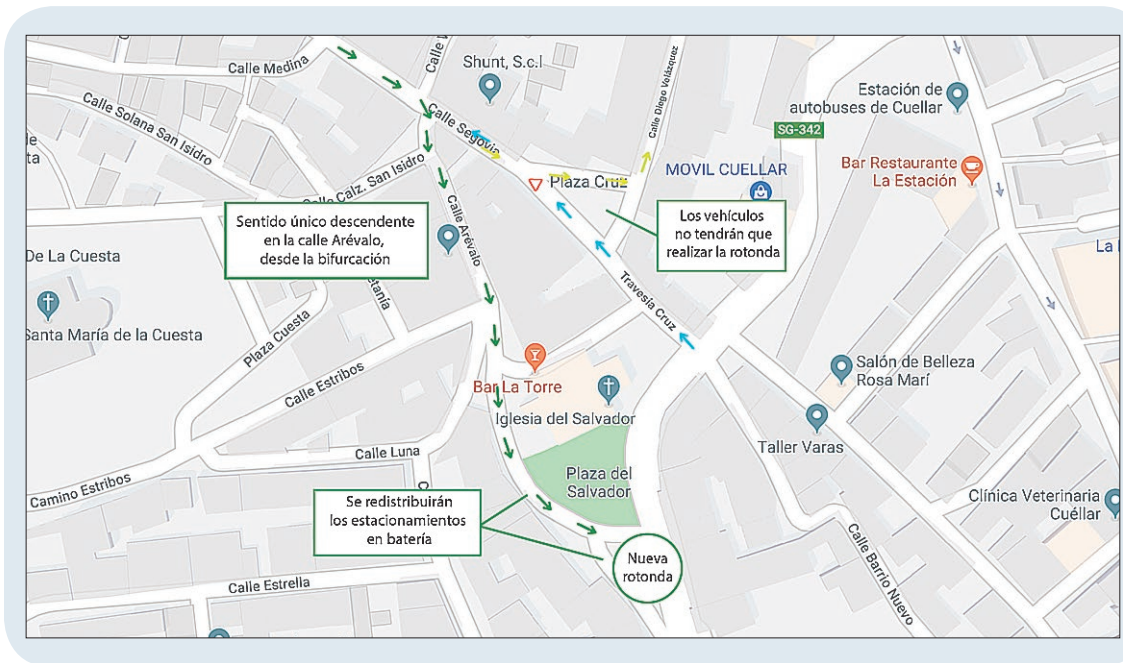 Calle Medina
Calle V
Shunt, S.c.l
Calle Diego Velázquez
Estación de
autobuses de Cuellar
SG-342
Calle Solana San Isidro
Calle Segovia
Plaza Cruz
MOVIL CUELLAR
Bar Restaurante
La Estación
Calle Calz. San Isidro
Sentido único descendente
en la calle Arévalo,
desde la bifurcación
Calle Arévalo
Los vehículos
no tendrán que
realizar la rotonda
De La Cuesta
etanía
La
Santa María de la Cuesta
Plaza Cuesta
Travesía Cruz
Calle Estribos
Bar La Torre
Iglesia del Salvador
Salón de Belleza
Rosa Marí
Taller Varas
Calle Luna
Plaza del
Salvador
Camino Estribos
Se redistribuirán
los estacionamientos
en batería
Clínica Veterinaria
Cuéllar
Nueva
rotonda
Calle Barrio Nuevo
Calle Estrella